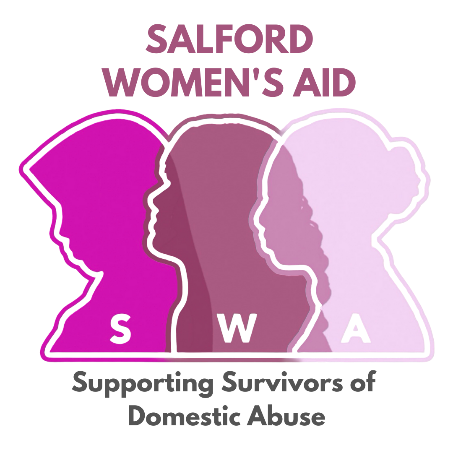 SALFORD
WOMEN'S AID
S W A
Supporting Survivors of
Domestic Abuse